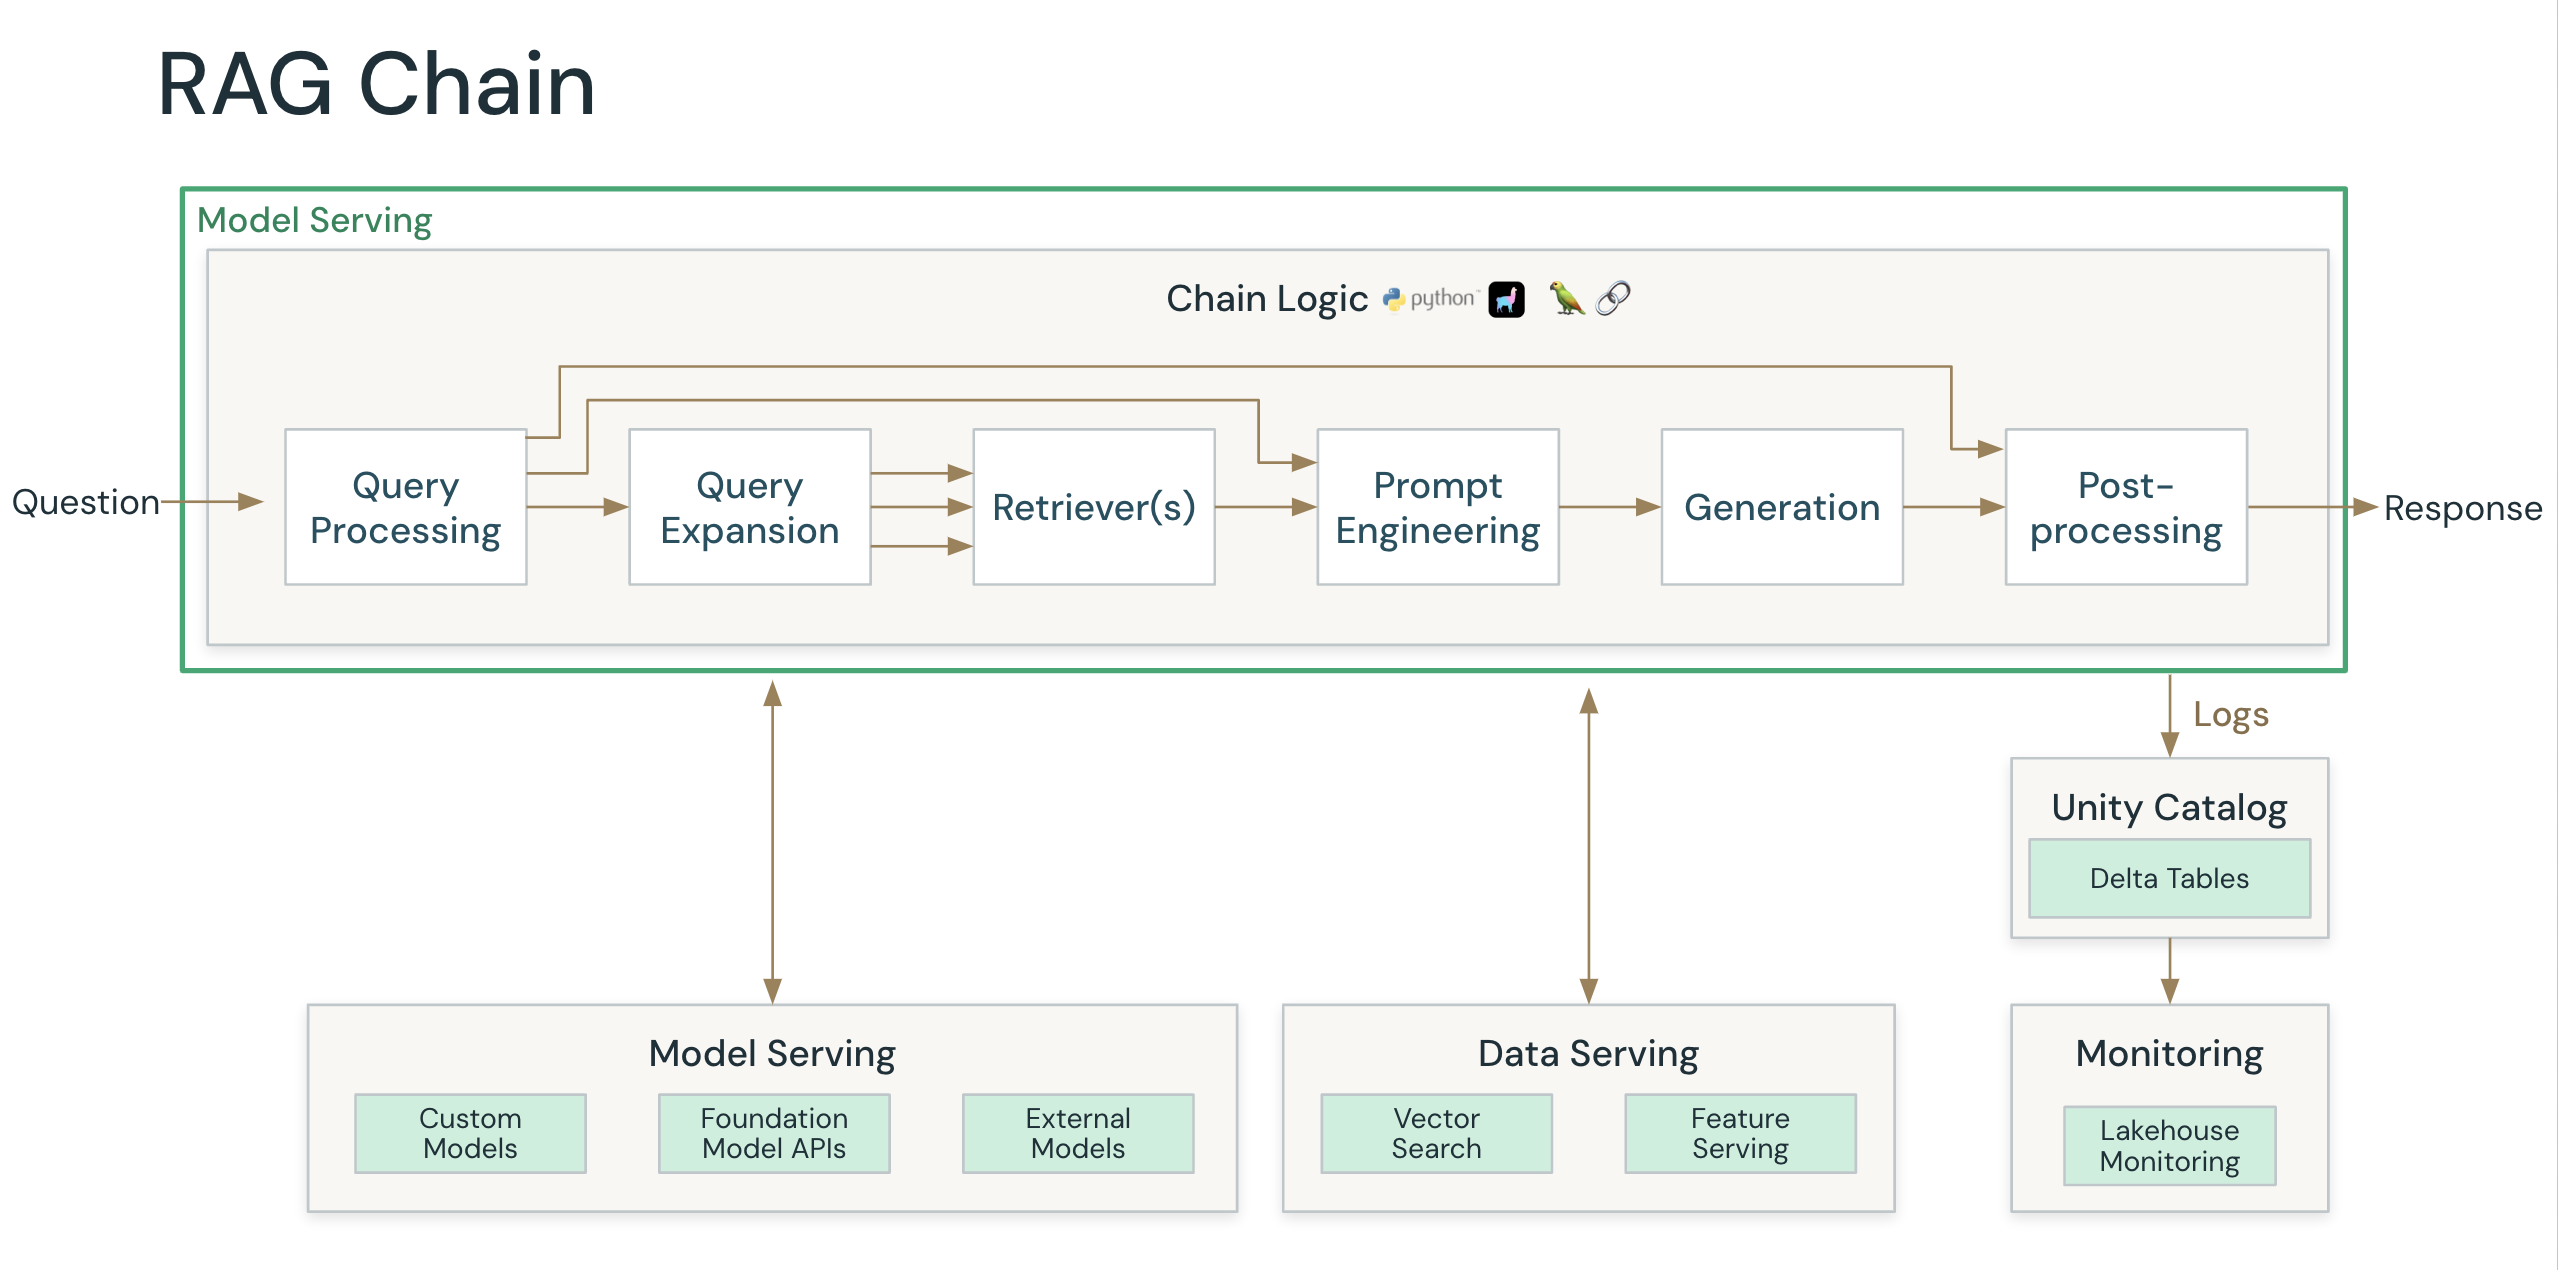 RAG Chain
Model Serving
Chain Logic python™
Question
Query
Processing
Query
Expansion
Retriever(s)
Prompt
Engineering
Generation
Post-
processing
Response
Logs
Unity Catalog
Delta Tables
Model Serving
Custom
Models
Foundation
Model APIs
External
Models
Data Serving
Vector
Search
Feature
Serving
Monitoring
Lakehouse
Monitoring